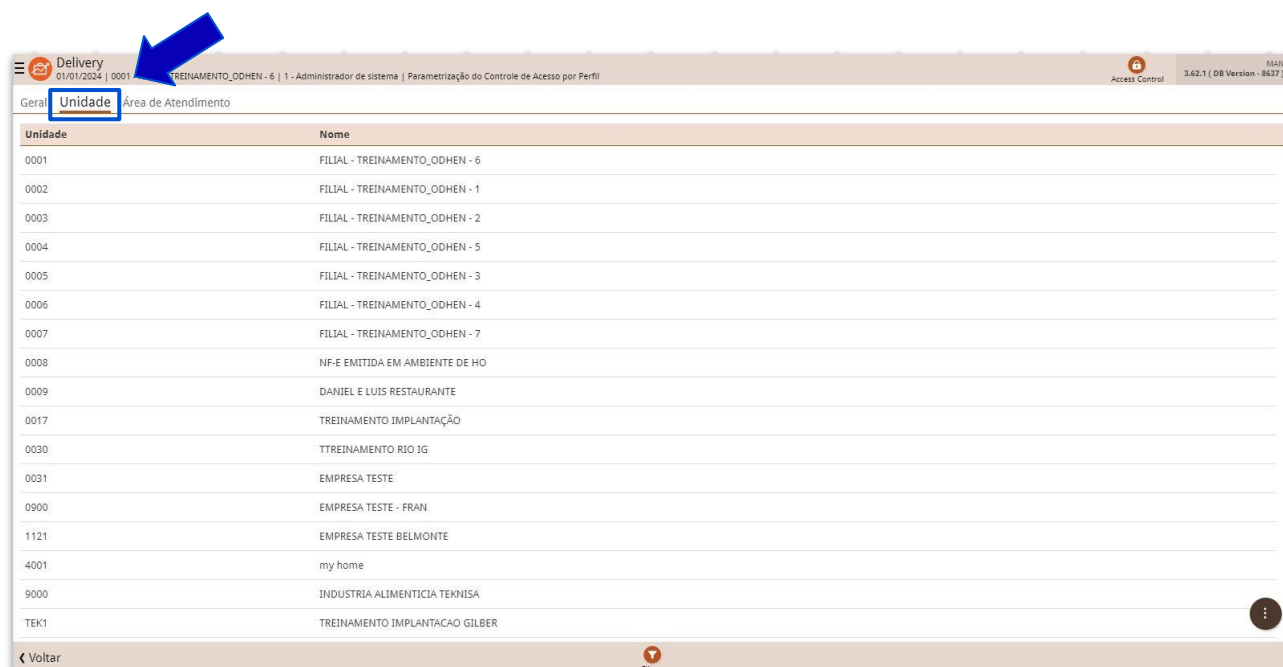 Delivery
01/01/2024 | 0001 TREINAMENTO_ODHEN - 6 | 1 - Administrador de sistema | Parametrização do Controle de Acesso por Perfil
Access Control
MAN
3.62.1 ( DB Version - 8637 )
Geral Unidade Área de Atendimento
Unidade Nome
0001 FILIAL - TREINAMENTO_ODHEN - 6
0002 FILIAL - TREINAMENTO_ODHEN - 1
0003 FILIAL - TREINAMENTO_ODHEN - 2
0004 FILIAL - TREINAMENTO_ODHEN - 5
0005 FILIAL - TREINAMENTO_ODHEN - 3
0006 FILIAL - TREINAMENTO_ODHEN - 4
0007 FILIAL - TREINAMENTO_ODHEN - 7
0008 NF-E EMITIDA EM AMBIENTE DE HO
0009 DANIEL E LUIS RESTAURANTE
0017 TREINAMENTO IMPLANTAÇÃO
0030 TTREINAMENTO RIO IG
0031 EMPRESA TESTE
0900 EMPRESA TESTE - FRAN
1121 EMPRESA TESTE BELMONTE
4001 my home
9000 INDUSTRIA ALIMENTICIA TEKNISA
TEK1 TREINAMENTO IMPLANTACAO GILBER
Voltar